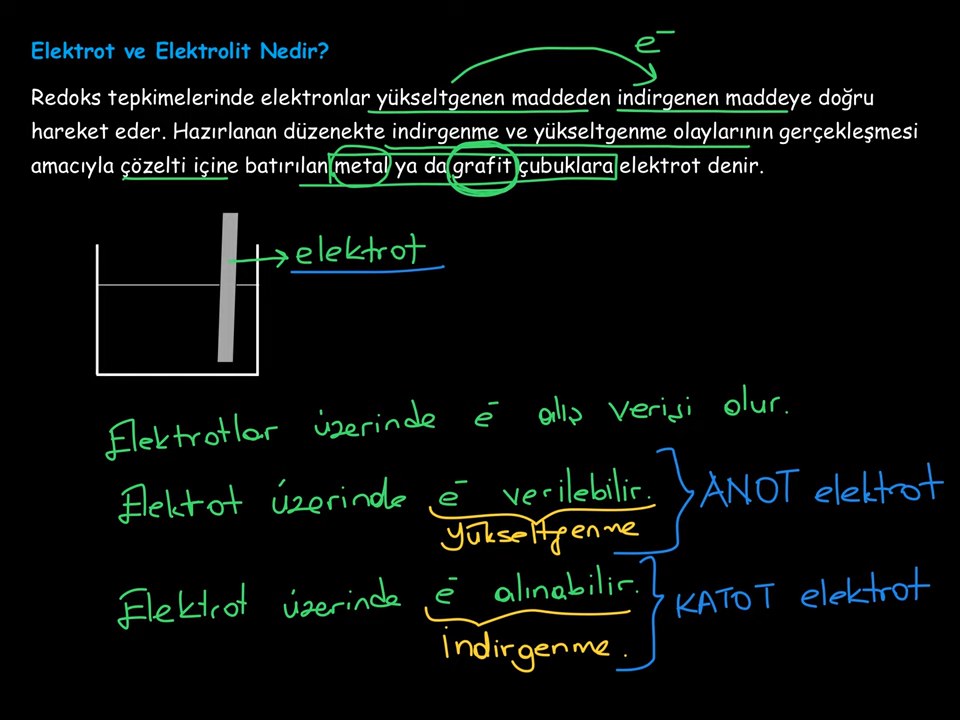 Elektrot ve Elektrolit Nedir?
e⁻
Redoks tepkimelerinde elektronlar yükseltgenen maddeden indirgenen maddeye doğru
hareket eder. Hazırlanan düzenekte indirgenme ve yükseltgenme olaylarının gerçekleşmesi
amacıyla çözelti içine batırılan metal ya da grafit çubuklara elektrot denir.
elektrot
Elektrotlar üzerinde e⁻ alış verişi olur.
Elektrot üzerinde e⁻ verilebilir. ANOT elektrot
Yükseltgenme
Elektrot üzerinde e⁻ alınabilir. KATOT elektrot
İndirgenme.